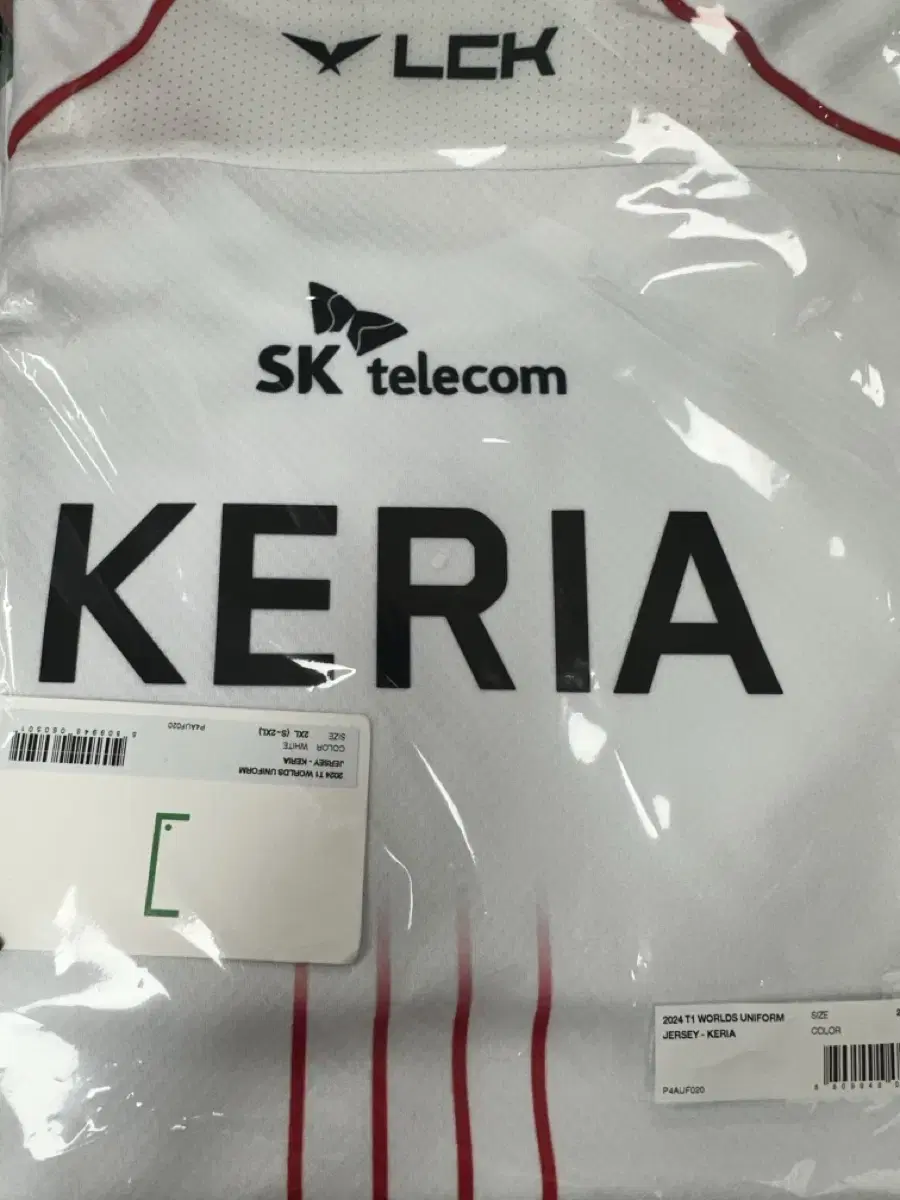 LCK
SK telecom
KERIA
2024 T1 WORLDS UNIFORM
JERSEY - KERIA
COLOR WHITE
SIZE 2XL (S~2XL)
P4AUF020
2024 T1 WORLDS UNIFORM SIZE
JERSEY - KERIA COLOR
P4AUF020